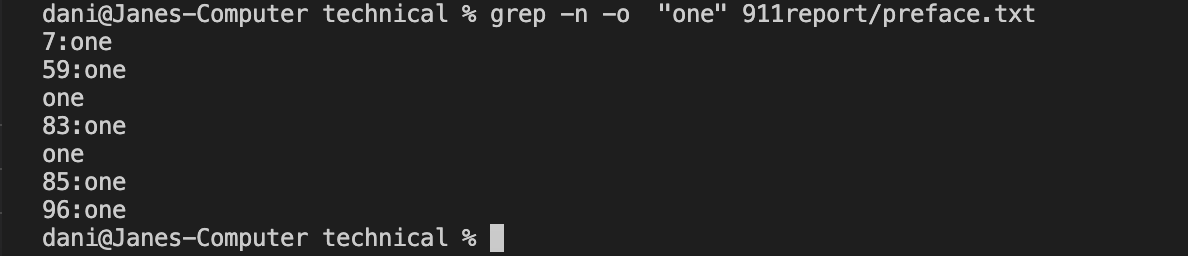 dani@Janes-Computer technical % grep -n -o  "one" 911report/preface.txt
7:one
59:one
one
83:one
one
85:one
96:one
dani@Janes-Computer technical %